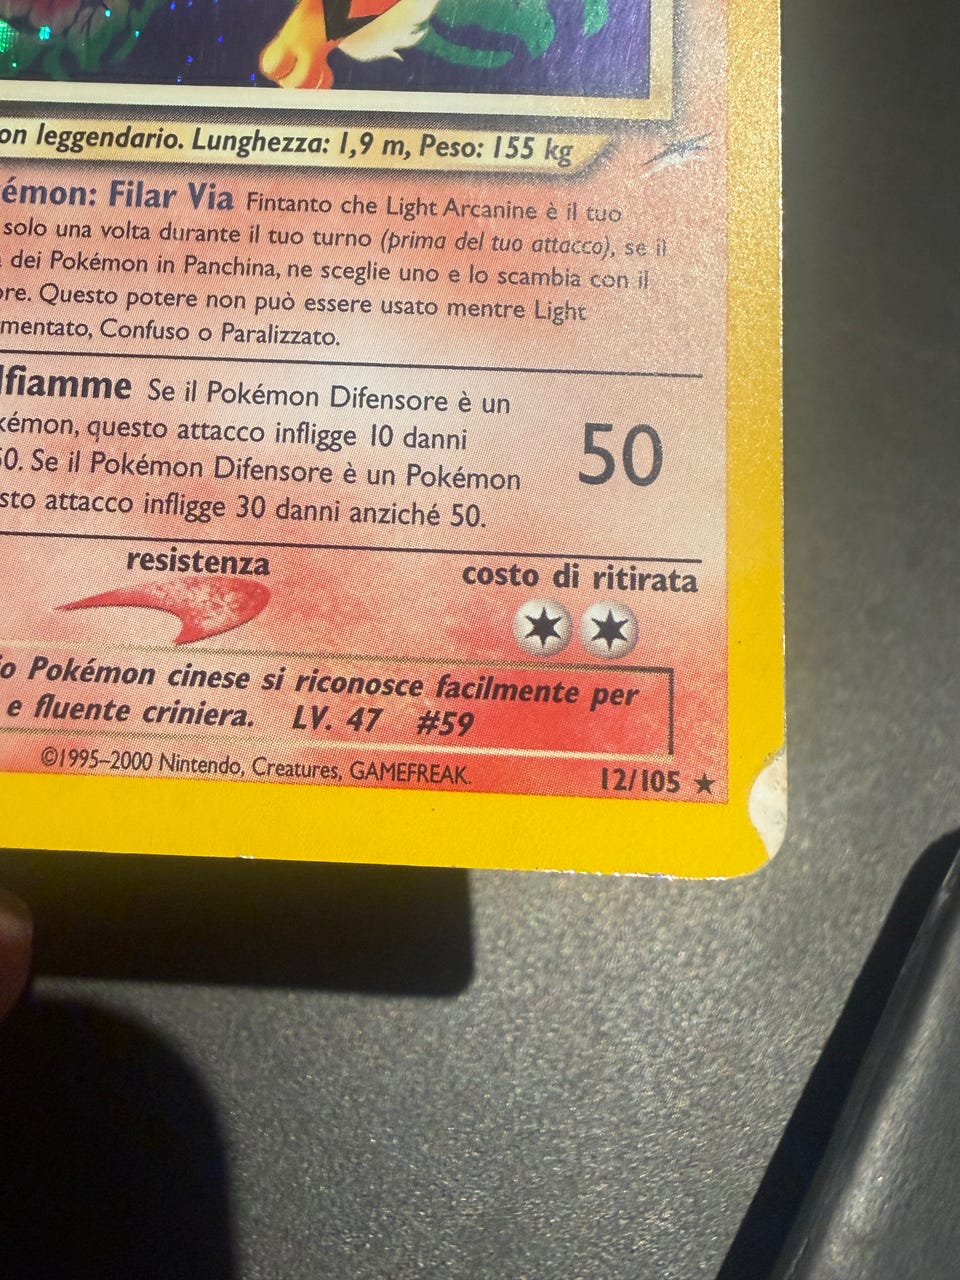 on leggendario. Lunghezza: 1,9 m, Peso: 155 kg
émon: Filar Via Fintanto che Light Arcanine è il tuo
solo una volta durante il tuo turno (prima del tuo attacco), se il
dei Pokémon in Panchina, ne sceglie uno e lo scambia con il
ore. Questo potere non può essere usato mentre Light
mentato, Confuso o Paralizzato.
lfiamme Se il Pokémon Difensore è un
kémon, questo attacco infligge 10 danni
50. Se il Pokémon Difensore è un Pokémon
sto attacco infligge 30 danni anziché 50.
50
resistenza
costo di ritirata
io Pokémon cinese si riconosce facilmente per
e fluente criniera. LV. 47 #59
©1995–2000 Nintendo, Creatures, GAMEFREAK.
12/105 ★